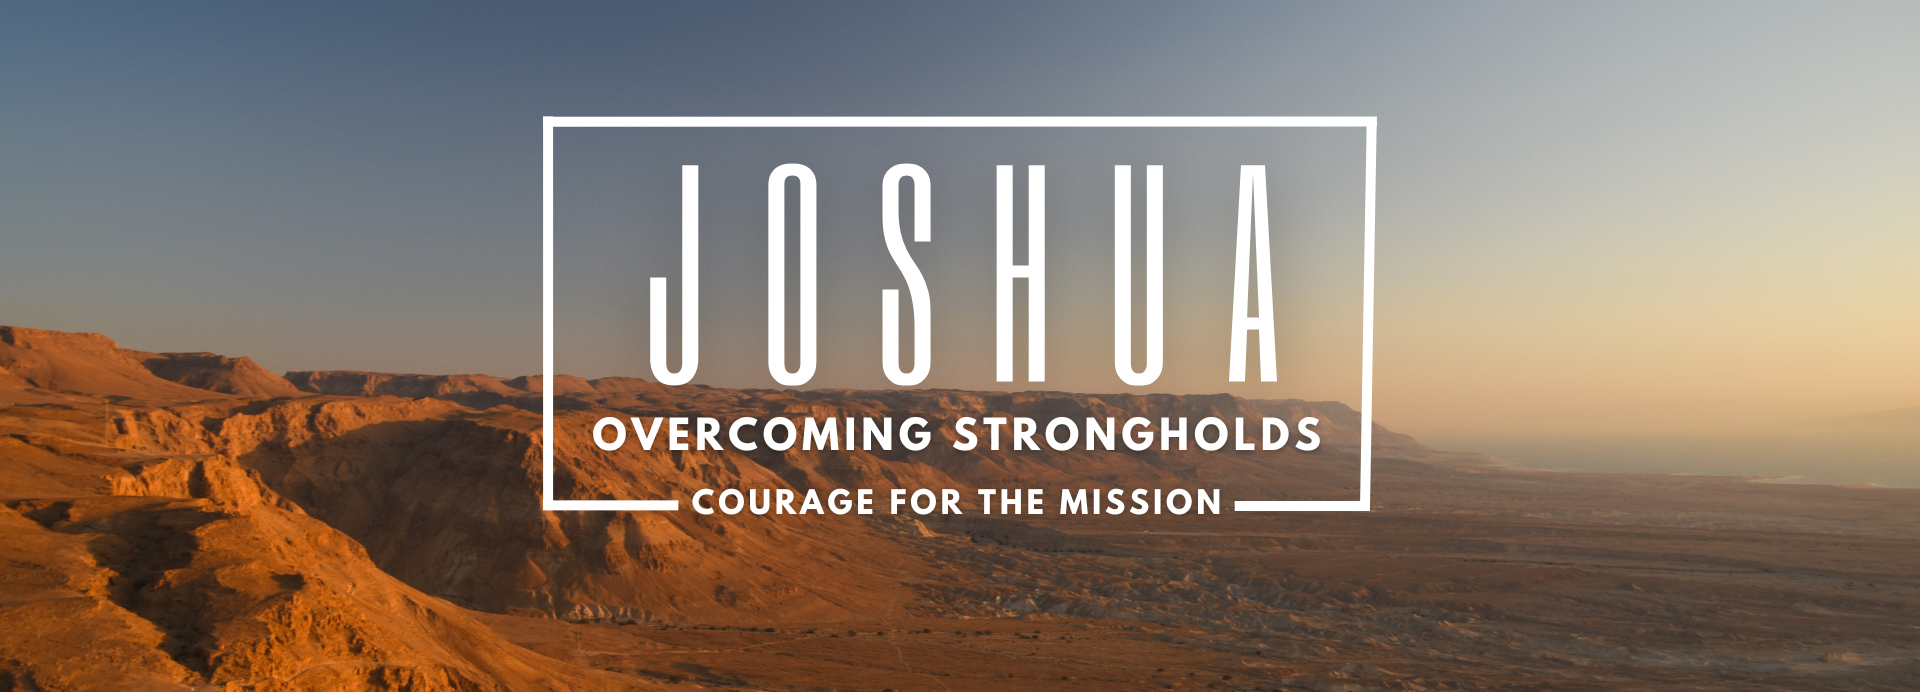 JOSHUA
OVERCOMING STRONGHOLDS
COURAGE FOR THE MISSION